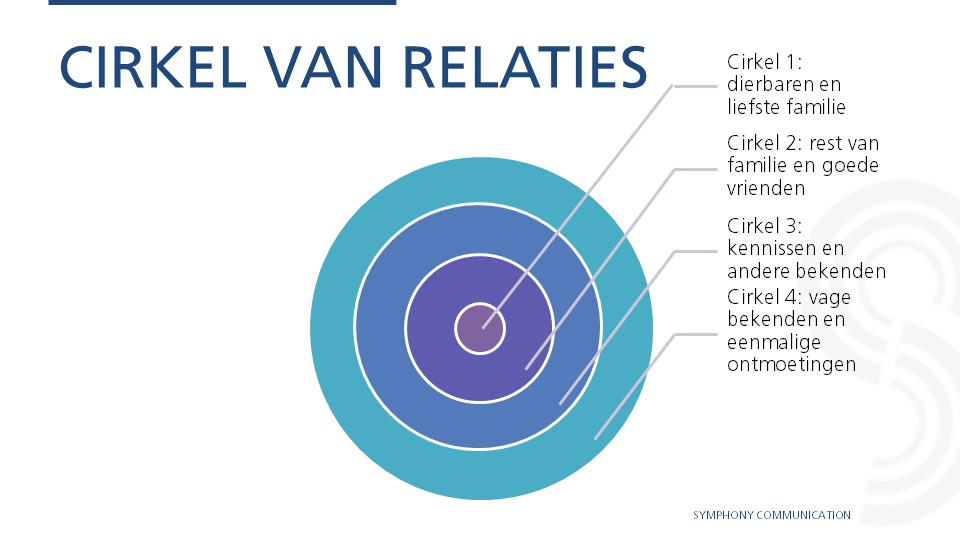 CIRKEL VAN RELATIES
Cirkel 1:
dierbaren en
liefste familie
Cirkel 2: rest van
familie en goede
vrienden
Cirkel 3:
kennissen en
andere bekenden
Cirkel 4: vage
bekenden en
eenmalige
ontmoetingen
SYMPHONY COMMUNICATION